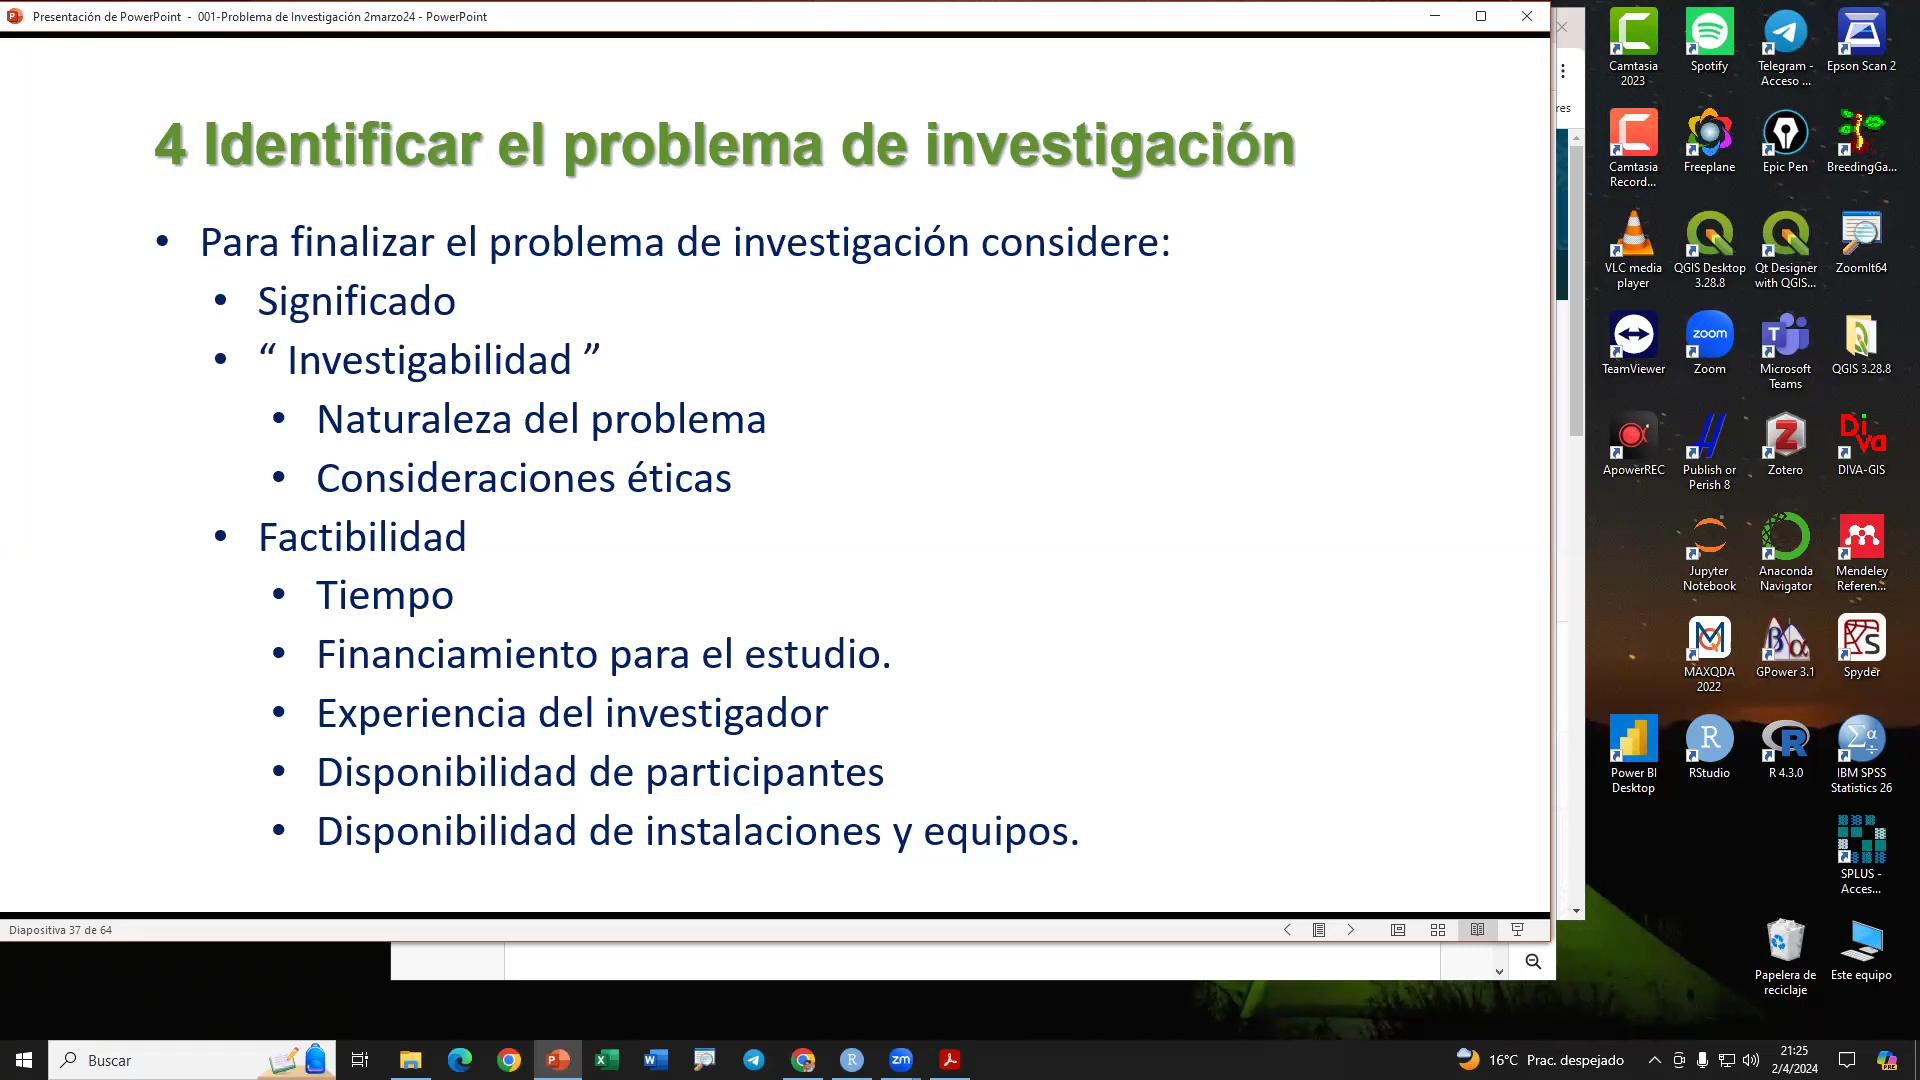 Presentación de PowerPoint - 001-Problema de Investigación 2marzo24 - PowerPoint
4 Identificar el problema de investigación
• Para finalizar el problema de investigación considere:
• Significado
• “ Investigabilidad ”
• Naturaleza del problema
• Consideraciones éticas
• Factibilidad
• Tiempo
• Financiamiento para el estudio.
• Experiencia del investigador
• Disponibilidad de participantes
• Disponibilidad de instalaciones y equipos.
Diapositiva 37 de 64
res
Camtasia
2023
Spotify
Telegram -
Acceso ...
Epson Scan 2
Camtasia
Record...
Freeplane
Epic Pen
BreedingGa...
VLC media
player
QGIS Desktop
3.28.8
Qt Designer
with QGIS...
ZoomIt64
TeamViewer
zoom
Zoom
Microsoft
Teams
QGIS 3.28.8
ApowerREC
Publish or
Perish 8
Zotero
Diva
DIVA-GIS
Jupyter
Notebook
Anaconda
Navigator
Mendeley
Referen...
MAXQDA
2022
GPower 3.1
Spyder
Power BI
Desktop
RStudio
R 4.3.0
IBM SPSS
Statistics 26
SPLUS -
Acces...
Papelera de
reciclaje
Este equipo
Buscar
zm
16°C Prac. despejado
21:25
2/4/2024